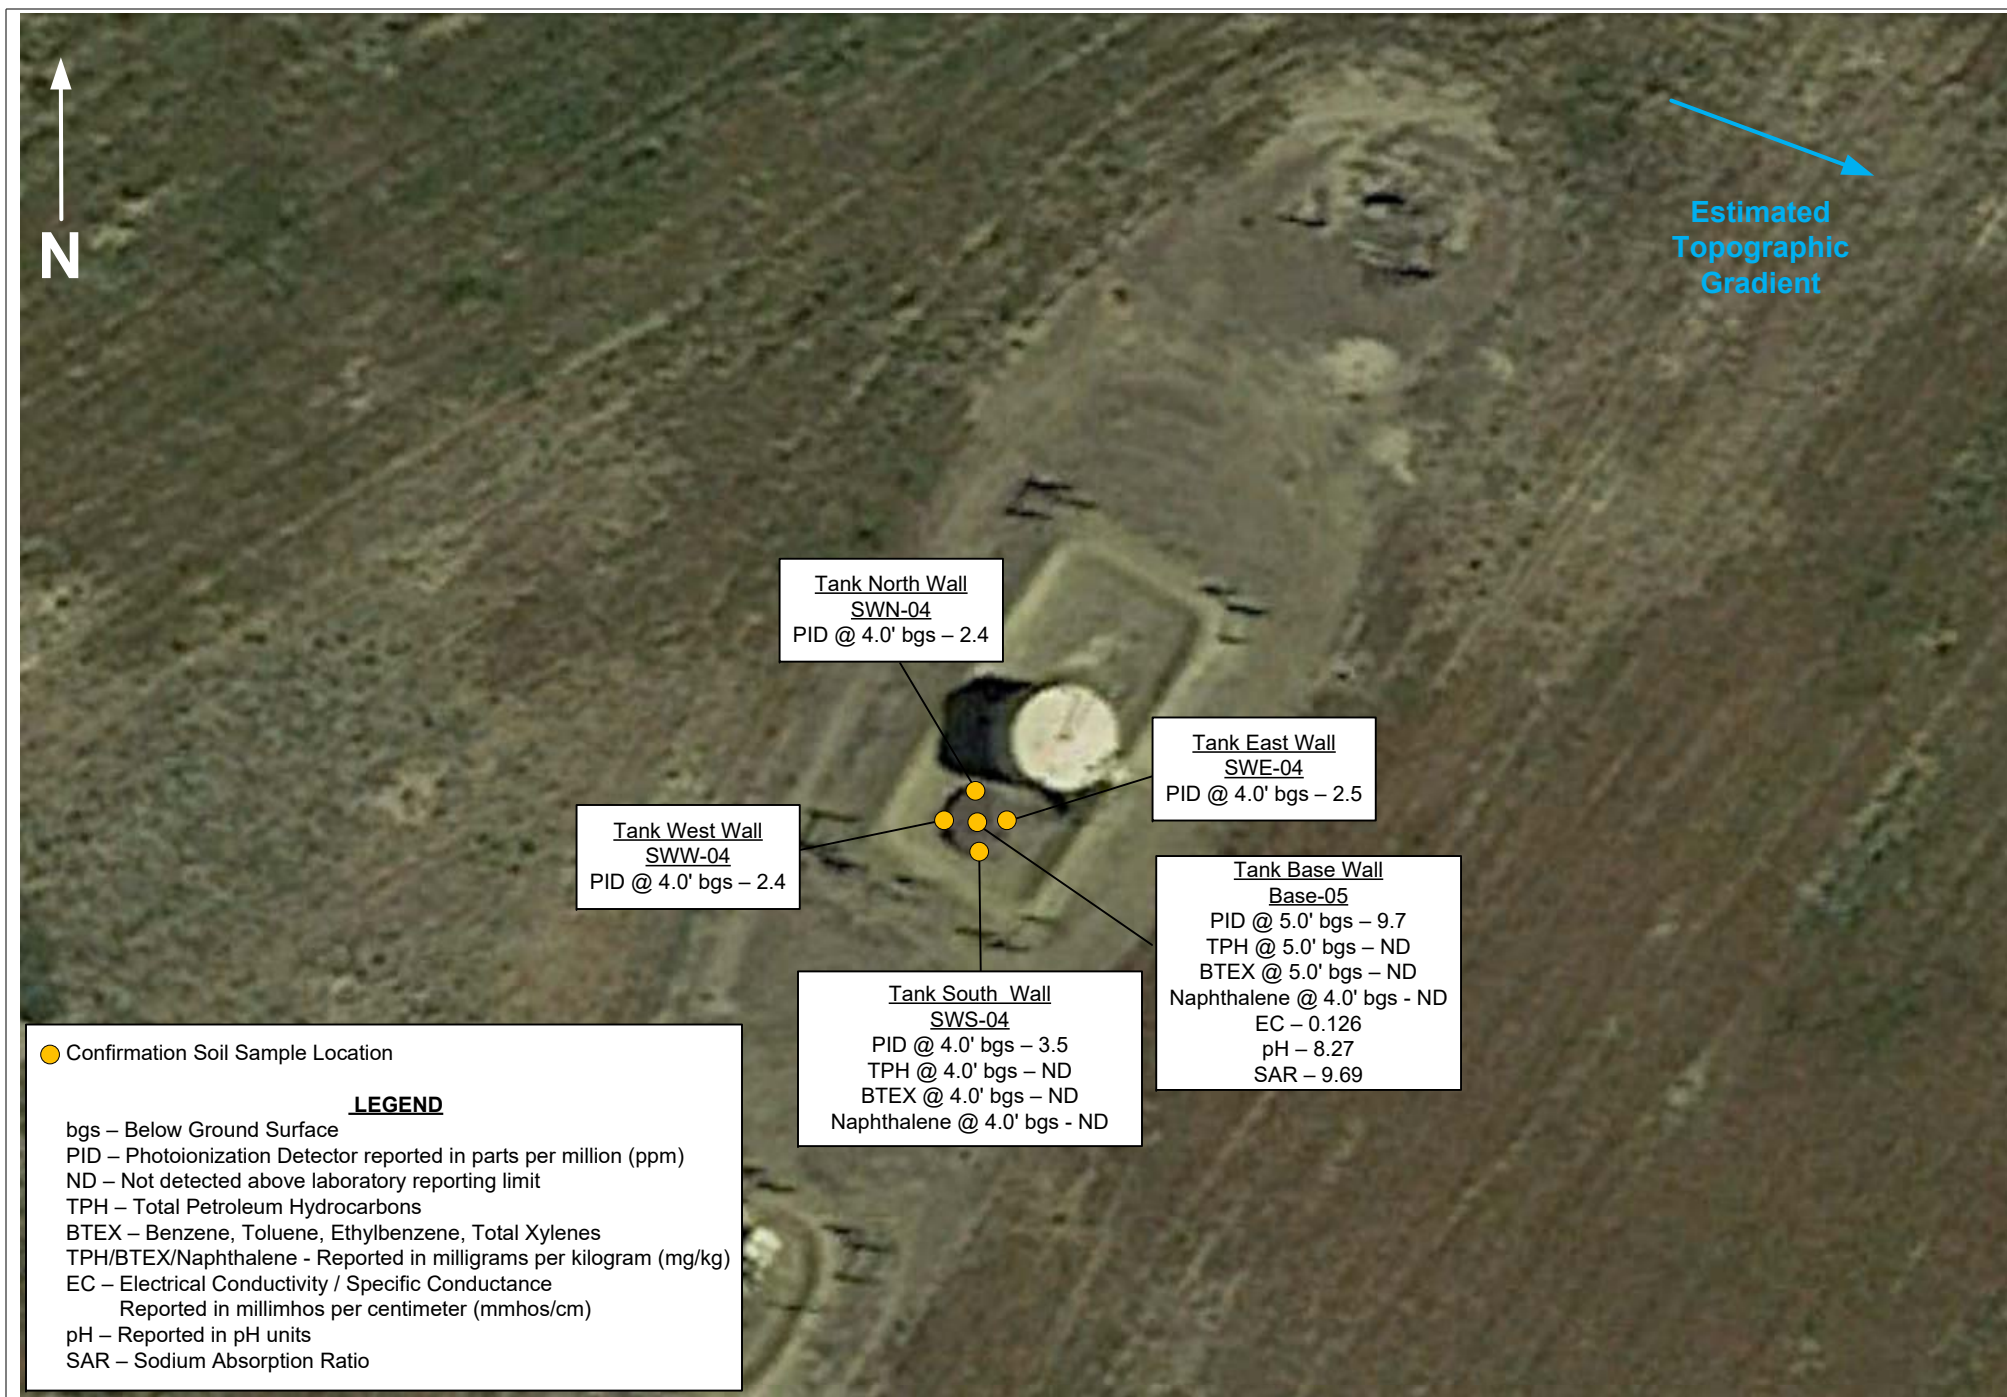 N
Estimated
Topographic
Gradient
Tank North Wall
SWN-04
PID @ 4.0' bgs – 2.4
Tank East Wall
SWE-04
PID @ 4.0' bgs – 2.5
Tank West Wall
SWW-04
PID @ 4.0' bgs – 2.4
Tank Base Wall
Base-05
PID @ 5.0' bgs – 9.7
TPH @ 5.0' bgs – ND
BTEX @ 5.0' bgs – ND
Naphthalene @ 4.0' bgs - ND
EC – 0.126
pH – 8.27
SAR – 9.69
Tank South  Wall
SWS-04
PID @ 4.0' bgs – 3.5
TPH @ 4.0' bgs – ND
BTEX @ 4.0' bgs – ND
Naphthalene @ 4.0' bgs - ND
Confirmation Soil Sample Location
LEGEND
bgs – Below Ground Surface
PID – Photoionization Detector reported in parts per million (ppm)
ND – Not detected above laboratory reporting limit
TPH – Total Petroleum Hydrocarbons
BTEX – Benzene, Toluene, Ethylbenzene, Total Xylenes
TPH/BTEX/Naphthalene - Reported in milligrams per kilogram (mg/kg)
EC – Electrical Conductivity / Specific Conductance
Reported in millimhos per centimeter (mmhos/cm)
pH – Reported in pH units
SAR – Sodium Absorption Ratio